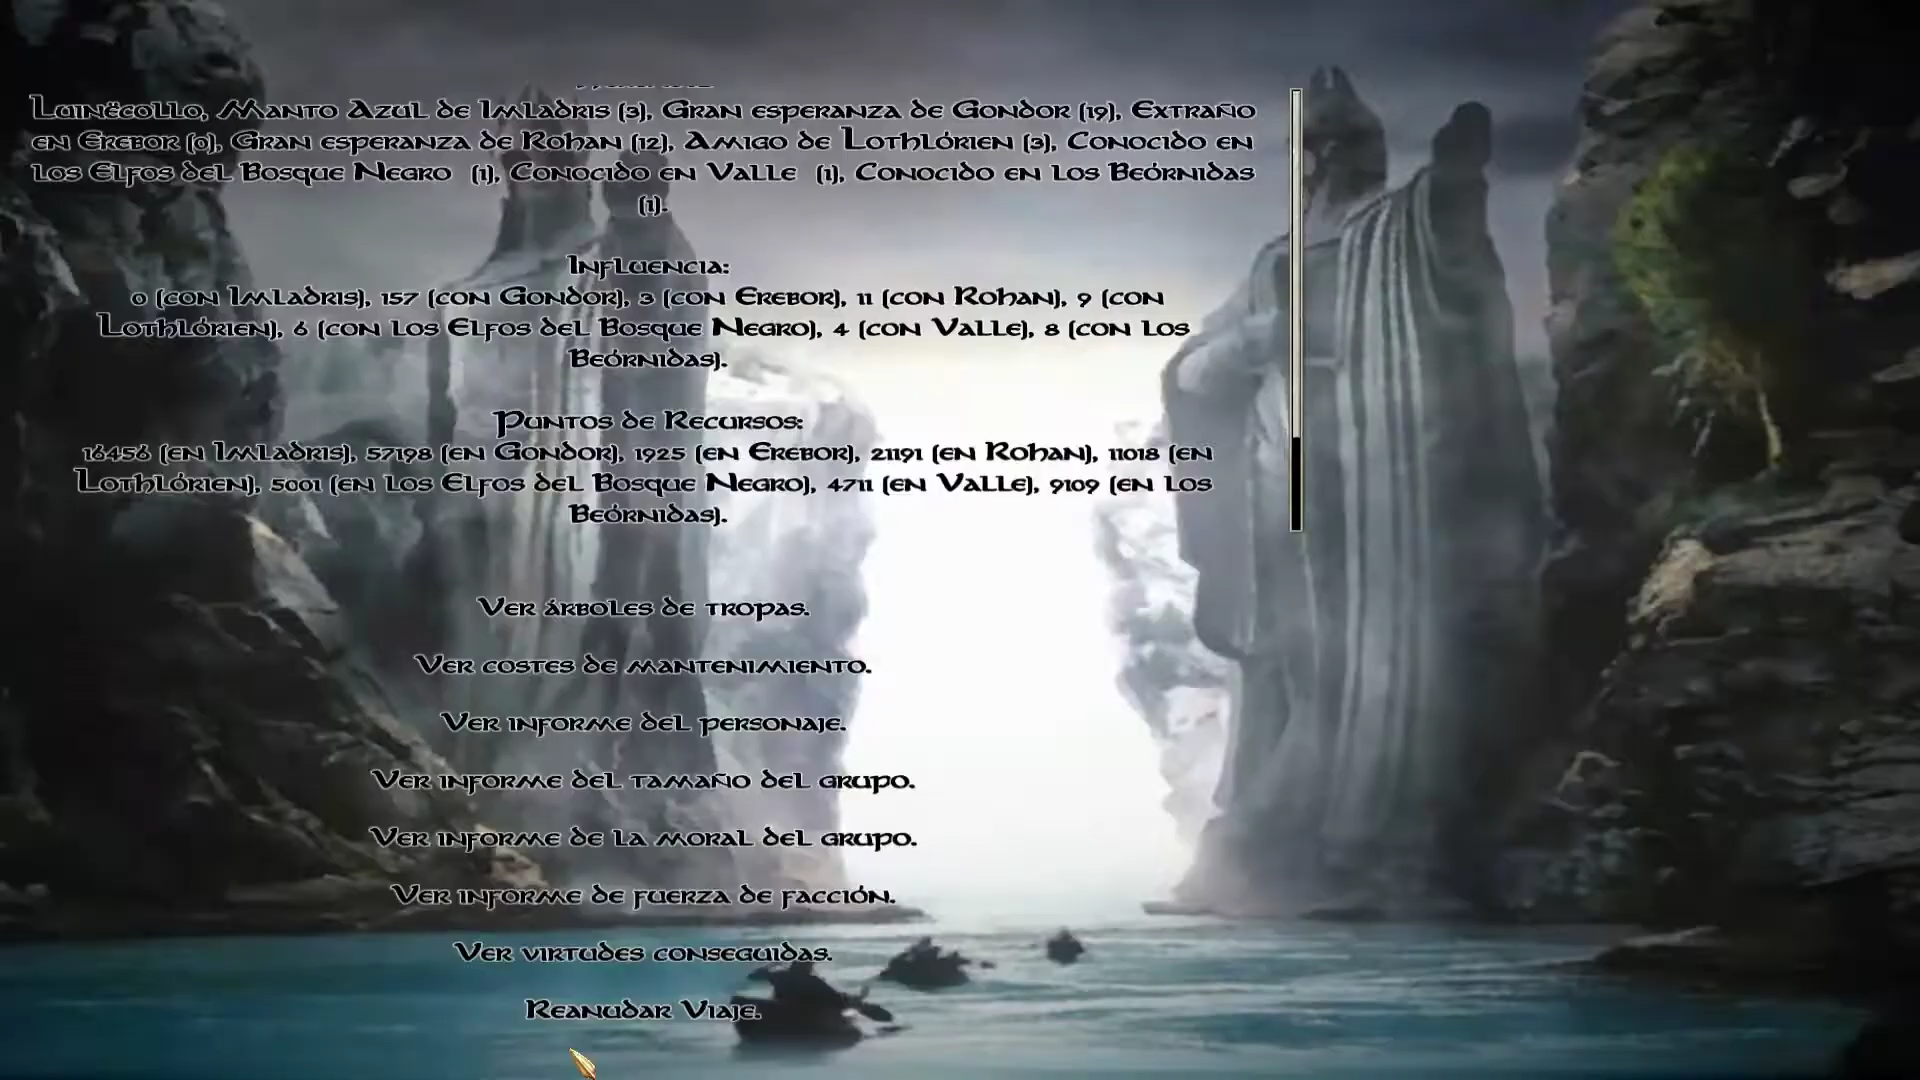 Luinëcollo, Manto Azul de Imladris (3), Gran esperanza de Gondor (19), Extraño
en Erebor (0), Gran esperanza de Rohan (12), Amigo de Lothlórien (3), Conocido en
los Elfos del Bosque Negro (1), Conocido en Valle (1), Conocido en los Beórnidas
(1).
Influencia:
0 (con Imladris), 157 (con Gondor), 3 (con Erebor), 11 (con Rohan), 9 (con
Lothlórien), 6 (con los Elfos del Bosque Negro), 4 (con Valle), 8 (con los
Beórnidas).
Puntos de Recursos:
16456 (en Imladris), 57198 (en Gondor), 1925 (en Erebor), 21191 (en Rohan), 11018 (en
Lothlórien), 5001 (en los Elfos del Bosque Negro), 4711 (en Valle), 9109 (en los
Beórnidas).
Ver árboles de tropas.
Ver costes de mantenimiento.
Ver informe del personaje.
Ver informe del tamaño del grupo.
Ver informe de la moral del grupo.
Ver informe de fuerza de facción.
Ver virtudes conseguidas.
Reanudar Viaje.